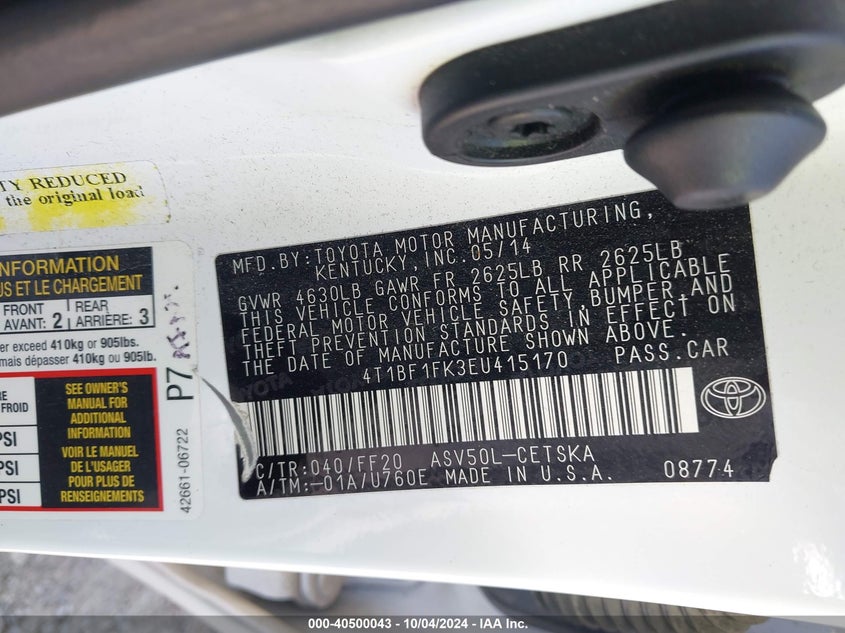 TY REDUCED
the original load
INFORMATION
US ET LE CHARGEMENT
FRONT
AVANT: 2
REAR
ARRIÈRE: 3
er exceed 410kg or 905lbs.
mais dépasser 410kg ou 905lb.
RE
FROID
PSI
PSI
PSI
SEE OWNER'S
MANUAL FOR
ADDITIONAL
INFORMATION
VOIR LE MANUEL
DE L'USAGER
POUR PLUS DE
RENSEIGNEMENTS
P7
42661-06722
MFD.BY:TOYOTA MOTOR MANUFACTURING,
KENTUCKY,INC.05/14
GVWR 4630LB GAWR FR 2625LB RR 2625LB
THIS VEHICLE CONFORMS TO ALL APPLICABLE
FEDERAL MOTOR VEHICLE SAFETY,BUMPER,AND
THEFT PREVENTION STANDARDS IN EFFECT ON
THE DATE OF MANUFACTURE SHOWN ABOVE.
4T1BF1FK3EU415170 PASS.CAR
C/TR:040/FF20 ASV50L-CETSKA
A/TM:-01A/U760E MADE IN U.S.A. 08774
TOYOTA
000-40500043 - 10/04/2024 - IAA Inc.